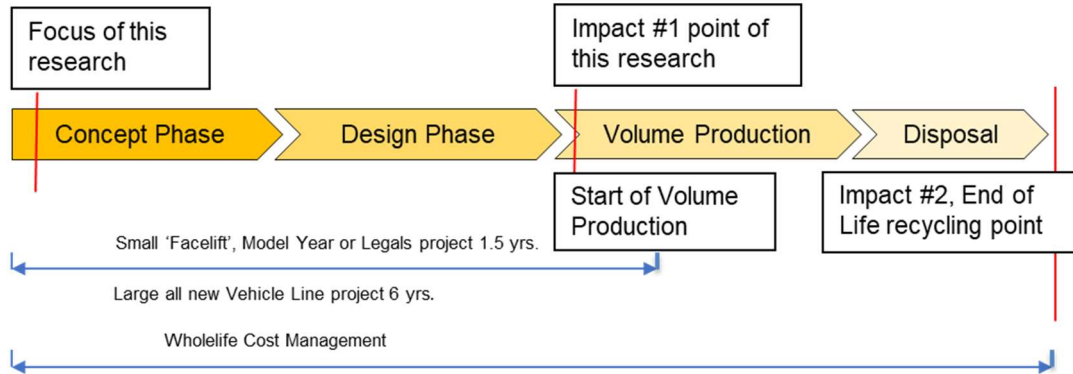 Focus of this
research
Impact #1 point of
this research
Concept Phase
Design Phase
Volume Production
Disposal
Start of Volume
Production
Impact #2, End of
Life recycling point
Small ‘Facelift’, Model Year or Legals project 1.5 yrs.
Large all new Vehicle Line project 6 yrs.
Wholelife Cost Management